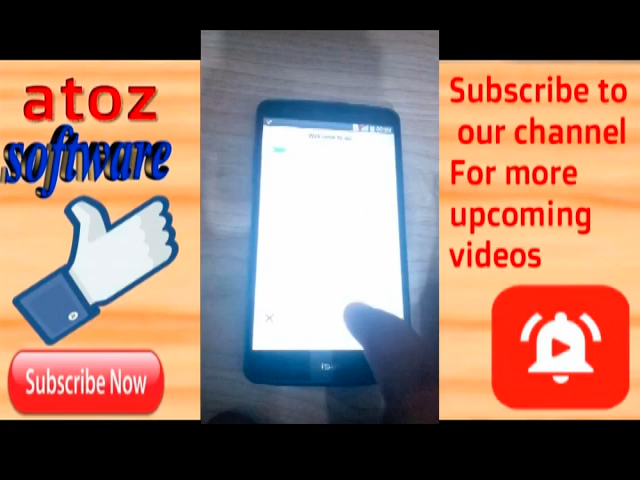 atoz
software
Subscribe Now
Subscribe to
our channel
For more
upcoming
videos